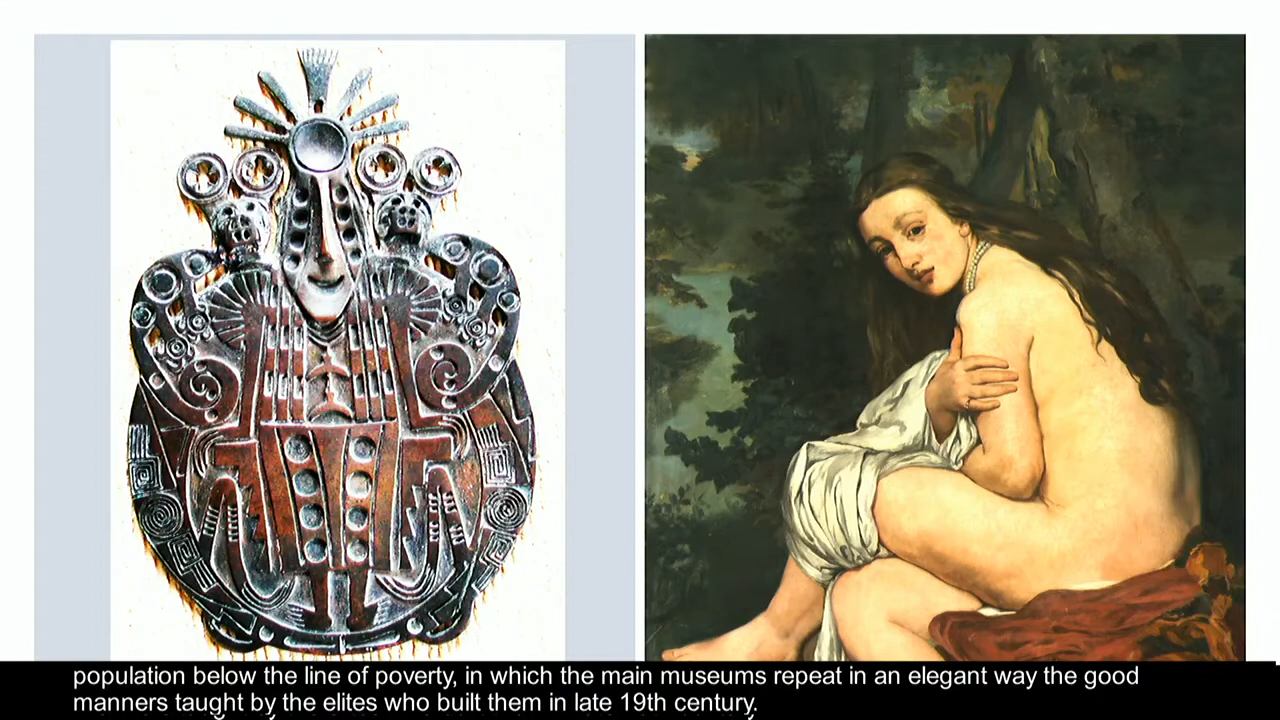 population below the line of poverty, in which the main museums repeat in an elegant way the good
manners taught by the elites who built them in late 19th century.